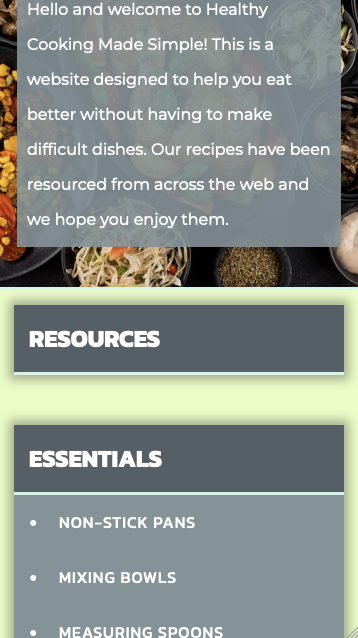 Hello and welcome to Healthy
Cooking Made Simple! This is a
website designed to help you eat
better without having to make
difficult dishes. Our recipes have been
resourced from across the web and
we hope you enjoy them.
RESOURCES
ESSENTIALS
• NON-STICK PANS
• MIXING BOWLS
• MEASURING SPOONS